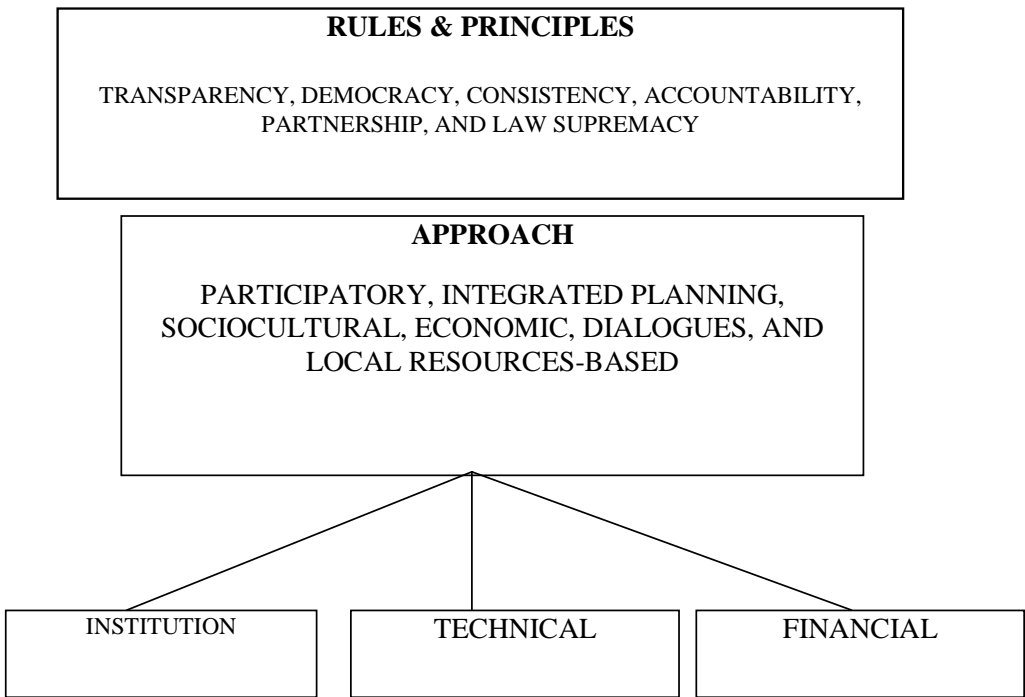 RULES & PRINCIPLES
TRANSPARENCY, DEMOCRACY, CONSISTENCY, ACCOUNTABILITY,
PARTNERSHIP, AND LAW SUPREMACY
APPROACH
PARTICIPATORY, INTEGRATED PLANNING,
SOCIOCULTURAL, ECONOMIC, DIALOGUES, AND
LOCAL RESOURCES-BASED
INSTITUTION
TECHNICAL
FINANCIAL